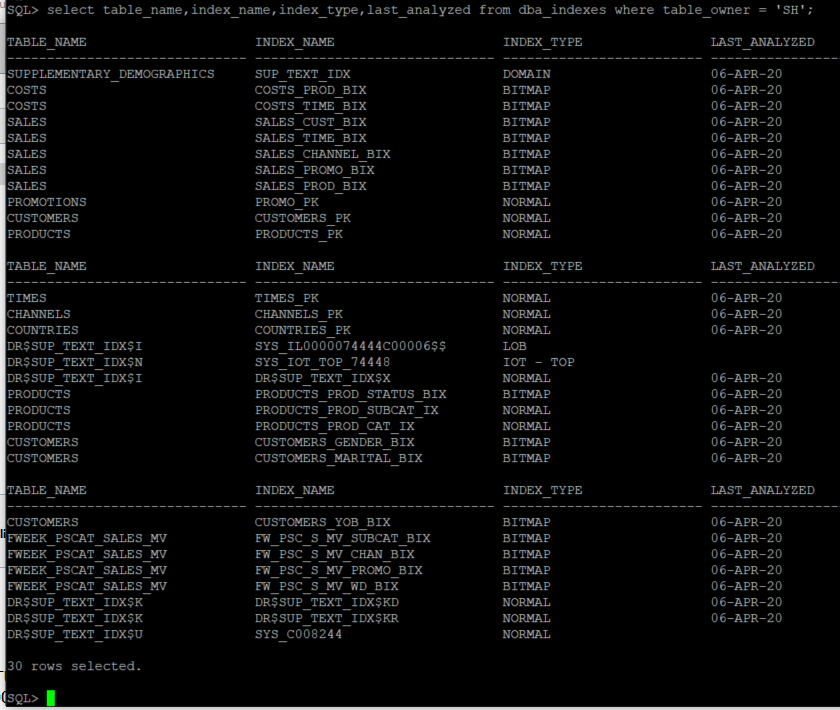 SQL> select table_name,index_name,index_type,last_analyzed from dba_indexes where table_owner = 'SH';
TABLE_NAME INDEX_NAME INDEX_TYPE LAST_ANALYZED
SUPPLEMENTARY_DEMOGRAPHICS SUP_TEXT_IDX DOMAIN 06-APR-20
COSTS COSTS_PROD_BIX BITMAP 06-APR-20
COSTS COSTS_TIME_BIX BITMAP 06-APR-20
SALES SALES_CUST_BIX BITMAP 06-APR-20
SALES SALES_TIME_BIX BITMAP 06-APR-20
SALES SALES_CHANNEL_BIX BITMAP 06-APR-20
SALES SALES_PROMO_BIX BITMAP 06-APR-20
SALES SALES_PROD_BIX BITMAP 06-APR-20
PROMOTIONS PROMO_PK NORMAL 06-APR-20
CUSTOMERS CUSTOMERS_PK NORMAL 06-APR-20
PRODUCTS PRODUCTS_PK NORMAL 06-APR-20
TABLE_NAME INDEX_NAME INDEX_TYPE LAST_ANALYZED
TIMES TIMES_PK NORMAL 06-APR-20
CHANNELS CHANNELS_PK NORMAL 06-APR-20
COUNTRIES COUNTRIES_PK NORMAL 06-APR-20
DR$SUP_TEXT_IDX$I SYS_IL0000074444C00006$$ LOB
DR$SUP_TEXT_IDX$N SYS_IOT_TOP_74448 IOT - TOP
DR$SUP_TEXT_IDX$I DR$SUP_TEXT_IDX$X NORMAL 06-APR-20
PRODUCTS PRODUCTS_PROD_STATUS_BIX BITMAP 06-APR-20
PRODUCTS PRODUCTS_PROD_SUBCAT_IX NORMAL 06-APR-20
PRODUCTS PRODUCTS_PROD_CAT_IX NORMAL 06-APR-20
CUSTOMERS CUSTOMERS_GENDER_BIX BITMAP 06-APR-20
CUSTOMERS CUSTOMERS_MARITAL_BIX BITMAP 06-APR-20
TABLE_NAME INDEX_NAME INDEX_TYPE LAST_ANALYZED
CUSTOMERS CUSTOMERS_YOB_BIX BITMAP 06-APR-20
FWEEK_PSCAT_SALES_MV FW_PSC_S_MV_SUBCAT_BIX BITMAP 06-APR-20
FWEEK_PSCAT_SALES_MV FW_PSC_S_MV_CHAN_BIX BITMAP 06-APR-20
FWEEK_PSCAT_SALES_MV FW_PSC_S_MV_PROMO_BIX BITMAP 06-APR-20
FWEEK_PSCAT_SALES_MV FW_PSC_S_MV_WD_BIX BITMAP 06-APR-20
DR$SUP_TEXT_IDX$K DR$SUP_TEXT_IDX$KD NORMAL 06-APR-20
DR$SUP_TEXT_IDX$K DR$SUP_TEXT_IDX$KR NORMAL 06-APR-20
DR$SUP_TEXT_IDX$U SYS_C008244 NORMAL
30 rows selected.
SQL>